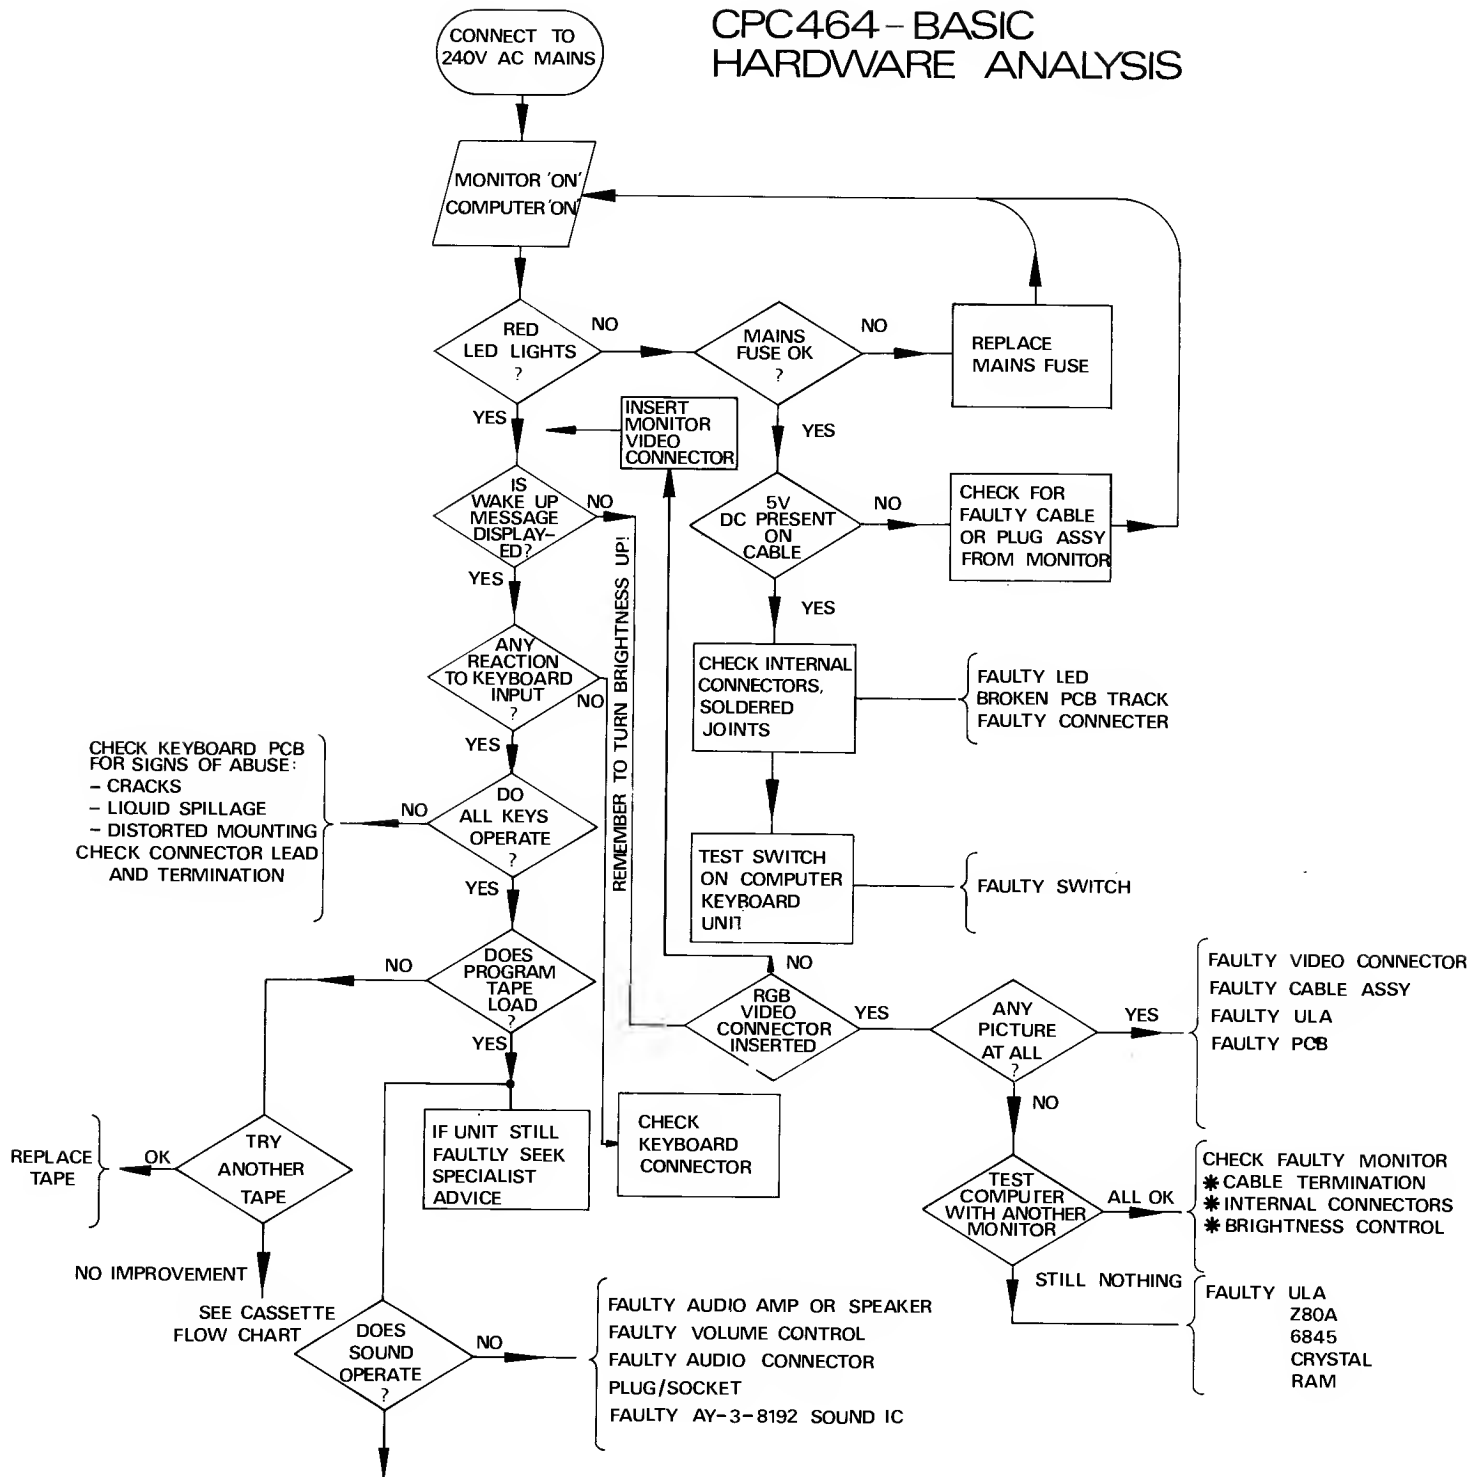 CPC464-BASIC
HARDWARE ANALYSIS
CONNECT TO
240V AC MAINS
MONITOR 'ON'
COMPUTER 'ON'
RED
LED LIGHTS
?
NO
YES
MAINS
FUSE OK
?
NO
YES
REPLACE
MAINS FUSE
INSERT
MONITOR
VIDEO
CONNECTOR
IS
WAKE UP
MESSAGE
DISPLAY-
ED?
NO
YES
5V
DC PRESENT
ON
CABLE
NO
YES
CHECK FOR
FAULTY CABLE
OR PLUG ASSY
FROM MONITOR
REMEMBER TO TURN BRIGHTNESS UP!
ANY
REACTION
TO KEYBOARD
INPUT
?
NO
YES
CHECK INTERNAL
CONNECTORS,
SOLDERED
JOINTS
FAULTY LED
BROKEN PCB TRACK
FAULTY CONNECTER
CHECK KEYBOARD PCB
FOR SIGNS OF ABUSE:
- CRACKS
- LIQUID SPILLAGE
- DISTORTED MOUNTING
CHECK CONNECTOR LEAD
AND TERMINATION
NO
DO
ALL KEYS
OPERATE
?
YES
TEST SWITCH
ON COMPUTER
KEYBOARD
UNIT
FAULTY SWITCH
NO
DOES
PROGRAM
TAPE
LOAD
?
YES
NO
RGB
VIDEO
CONNECTOR
INSERTED
YES
ANY
PICTURE
AT ALL
?
YES
NO
FAULTY VIDEO CONNECTOR
FAULTY CABLE ASSY
FAULTY ULA
FAULTY PCB
REPLACE
TAPE
OK
TRY
ANOTHER
TAPE
IF UNIT STILL
FAULTLY SEEK
SPECIALIST
ADVICE
CHECK
KEYBOARD
CONNECTOR
TEST
COMPUTER
WITH ANOTHER
MONITOR
ALL OK
CHECK FAULTY MONITOR
* CABLE TERMINATION
* INTERNAL CONNECTORS
* BRIGHTNESS CONTROL
NO IMPROVEMENT
SEE CASSETTE
FLOW CHART
STILL NOTHING
FAULTY ULA
Z80A
6845
CRYSTAL
RAM
DOES
SOUND
OPERATE
?
NO
FAULTY AUDIO AMP OR SPEAKER
FAULTY VOLUME CONTROL
FAULTY AUDIO CONNECTOR
PLUG/SOCKET
FAULTY AY-3-8192 SOUND IC